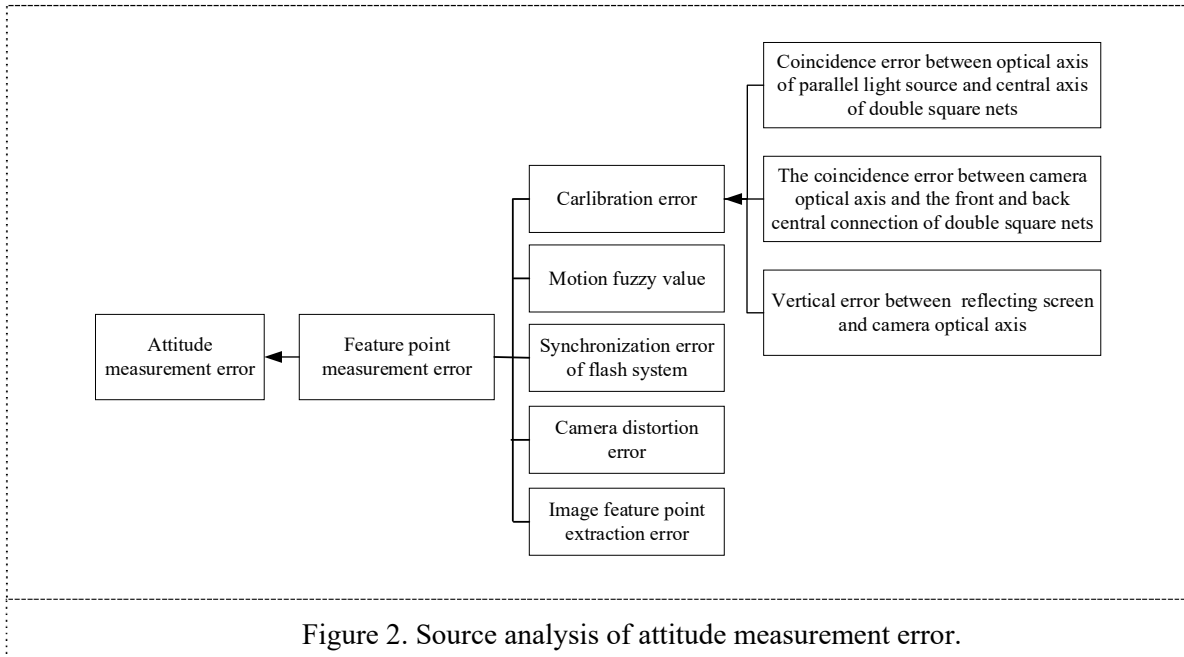 Coincidence error between optical axis
of parallel light source and central axis
of double square nets
Carlibration error
The coincidence error between camera
optical axis and the front and back
central connection of double square nets
Motion fuzzy value
Vertical error between reflecting screen
and camera optical axis
Attitude
measurement error
Feature point
measurement error
Synchronization error
of flash system
Camera distortion
error
Image feature point
extraction error
Figure 2. Source analysis of attitude measurement error.